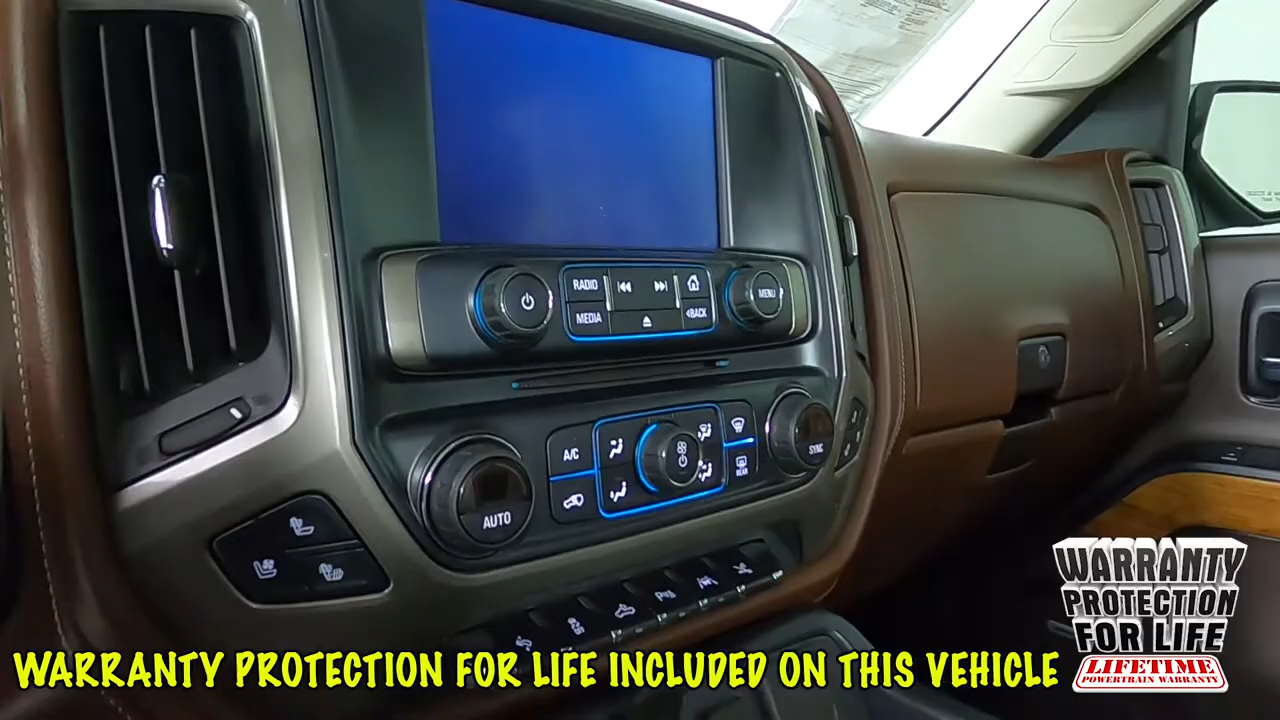 RADIO
MEDIA
MENU
BACK
A/C
REAR
AUTO
SYNC
WARRANTY PROTECTION FOR LIFE INCLUDED ON THIS VEHICLE
WARRANTY
PROTECTION
FOR LIFE
LIFETIME
POWERTRAIN WARRANTY